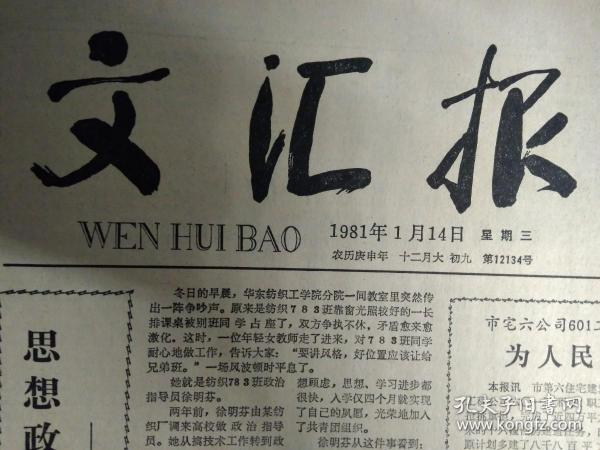 文汇报
WEN HUI BAO
1981年1月14日 星期三
农历庚申年 十二月大 初九 第12134号
思想政
冬日的早晨，华东纺织工学院分院一间教室里突然传
出一阵争吵声。原来是纺织783班靠窗光照较好的一长
排课桌被别班同学占座了，双方争执不休，矛盾愈来愈
激化。这时，一位年轻女教师走了进来，对783班同学
耐心地做工作，告诉大家：“要讲风格，好位置应该让给
兄弟班。”一场风波顿时平息了。
她就是纺织783班政治
指导员徐明芬。
两年前，徐明芬由某纺
织厂调来高校做政治指导
员。她从搞技术工作转到政
想顾虑，思想、学习进步都
很快，入学仅四个月就实现
了自己的夙愿，光荣地加入
了共青团组织。
徐明芬从这件事看到：
市宅六公司601工
为人民
本报讯 市第六住宅建
原计划多建了八千八百平
孔夫子旧书网